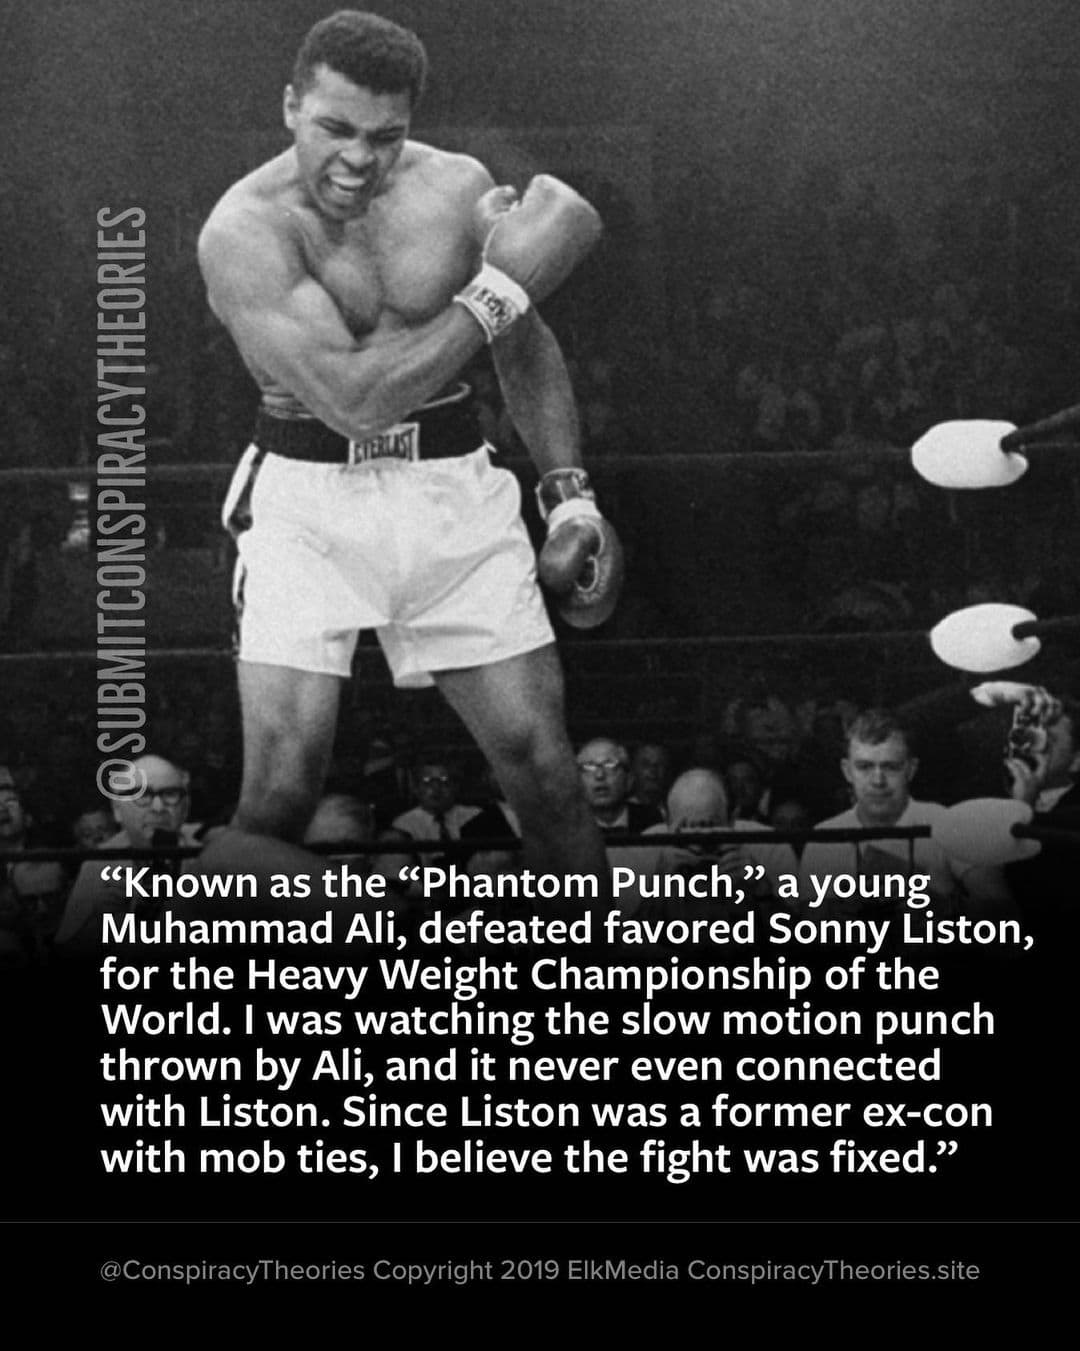 @SUBMITCONSPIRACYTHEORIES
EVERLAST
“Known as the “Phantom Punch,” a young
Muhammad Ali, defeated favored Sonny Liston,
for the Heavy Weight Championship of the
World. I was watching the slow motion punch
thrown by Ali, and it never even connected
with Liston. Since Liston was a former ex-con
with mob ties, I believe the fight was fixed.”
@ConspiracyTheories Copyright 2019 ElkMedia ConspiracyTheories.site